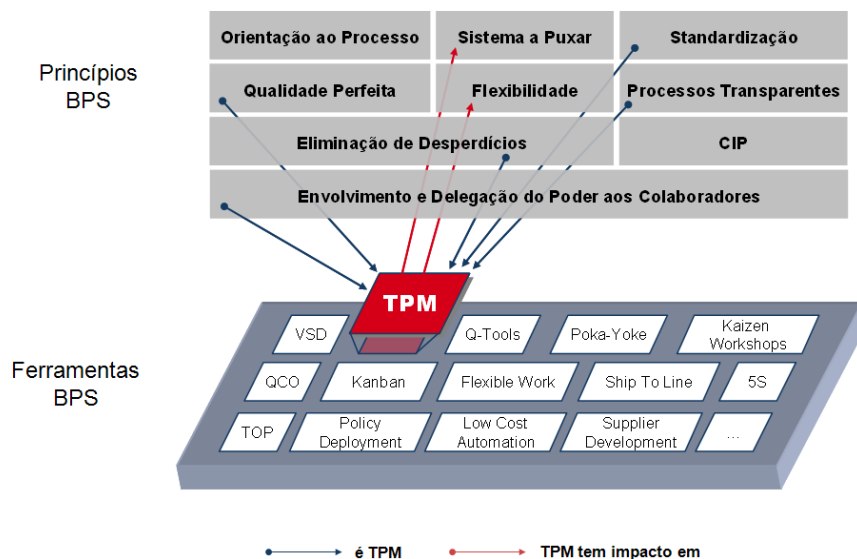 Princípios
BPS
Orientação ao Processo
Sistema a Puxar
Standardização
Qualidade Perfeita
Flexibilidade
Processos Transparentes
Eliminação de Desperdícios
CIP
Envolvimento e Delegação do Poder aos Colaboradores
Ferramentas
BPS
TPM
VSD
Q-Tools
Poka-Yoke
Kaizen
Workshops
QCO
Kanban
Flexible Work
Ship To Line
5S
TOP
Policy
Deployment
Low Cost
Automation
Supplier
Development
...
é TPM
TPM tem impacto em